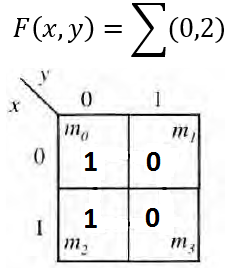 F(x, y) = ∑(0,2)
y
x 0 1
m₀ m₁
0 1 0
1 1 0
m₂ m₃